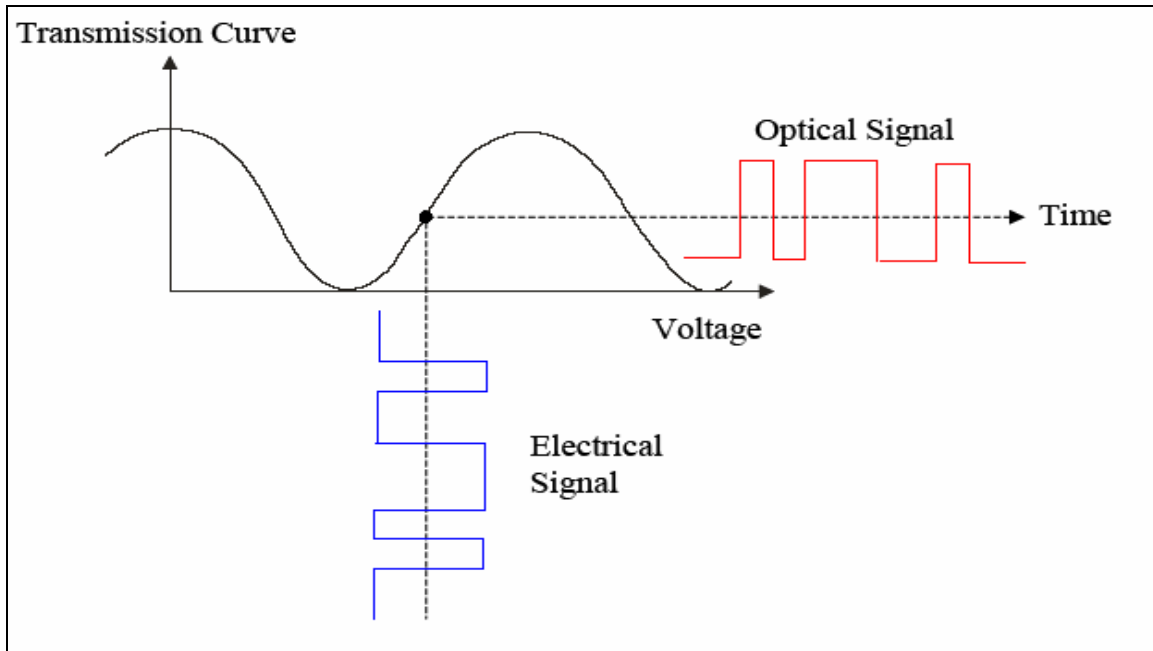 Transmission Curve
Optical Signal
Time
Voltage
Electrical
Signal